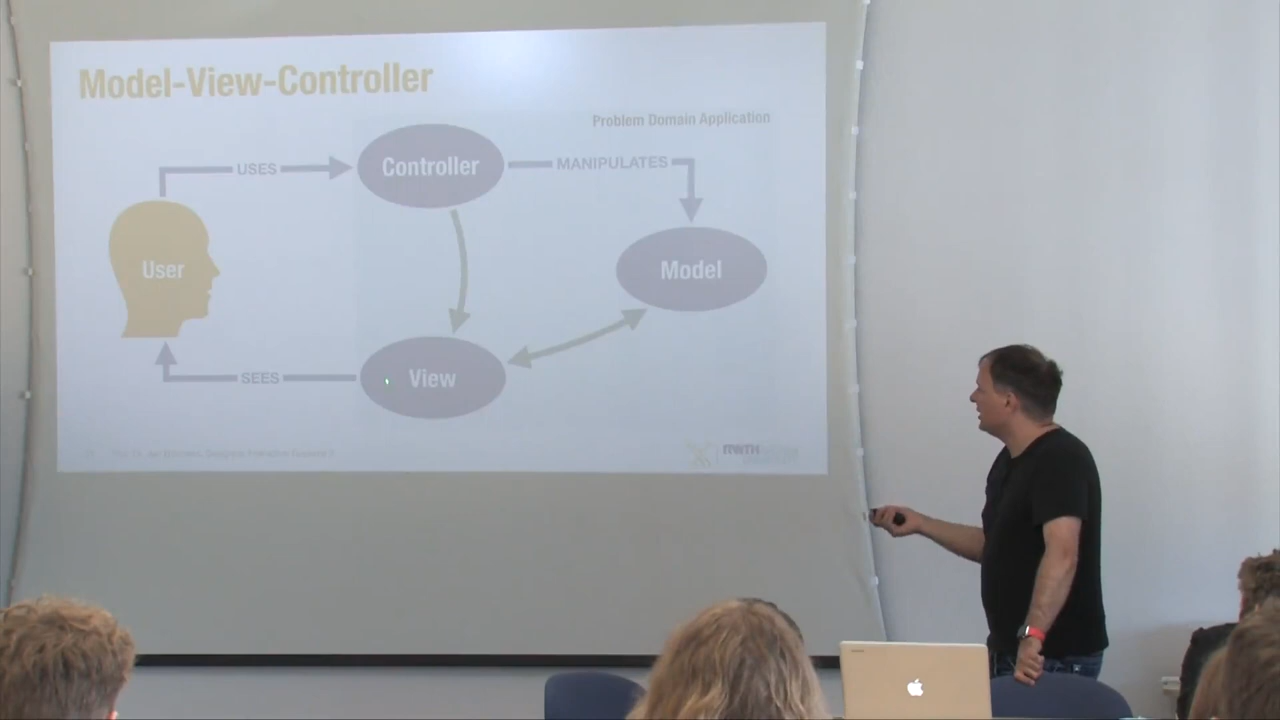 Model-View-Controller
Problem Domain Application
USES
Controller
MANIPULATES
User
Model
SEES
View
RWTH